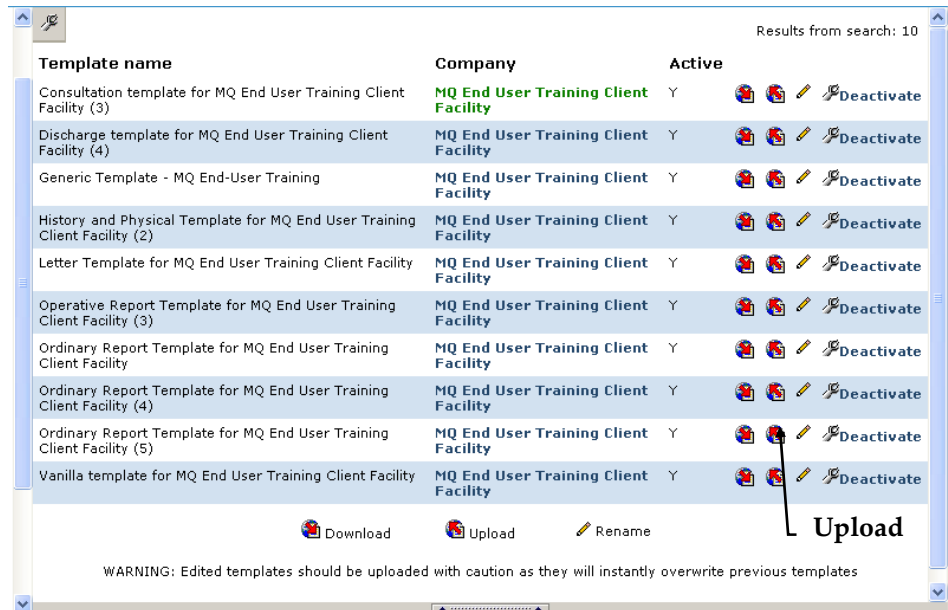 Results from search: 10
Template name Company Active
Consultation template for MQ End User Training Client MQ End User Training Client Y Deactivate
Facility (3) Facility
Discharge template for MQ End User Training Client MQ End User Training Client Y Deactivate
Facility (4) Facility
Generic Template - MQ End-User Training MQ End User Training Client Y Deactivate
Facility
History and Physical Template for MQ End User Training MQ End User Training Client Y Deactivate
Client Facility (2) Facility
Letter Template for MQ End User Training Client Facility MQ End User Training Client Y Deactivate
Facility
Operative Report Template for MQ End User Training MQ End User Training Client Y Deactivate
Client Facility (3) Facility
Ordinary Report Template for MQ End User Training MQ End User Training Client Y Deactivate
Client Facility Facility
Ordinary Report Template for MQ End User Training MQ End User Training Client Y Deactivate
Client Facility (4) Facility
Ordinary Report Template for MQ End User Training MQ End User Training Client Y Deactivate
Client Facility (5) Facility
Vanilla template for MQ End User Training Client Facility MQ End User Training Client Y Deactivate
Facility
Download Upload Rename Upload
WARNING: Edited templates should be uploaded with caution as they will instantly overwrite previous templates